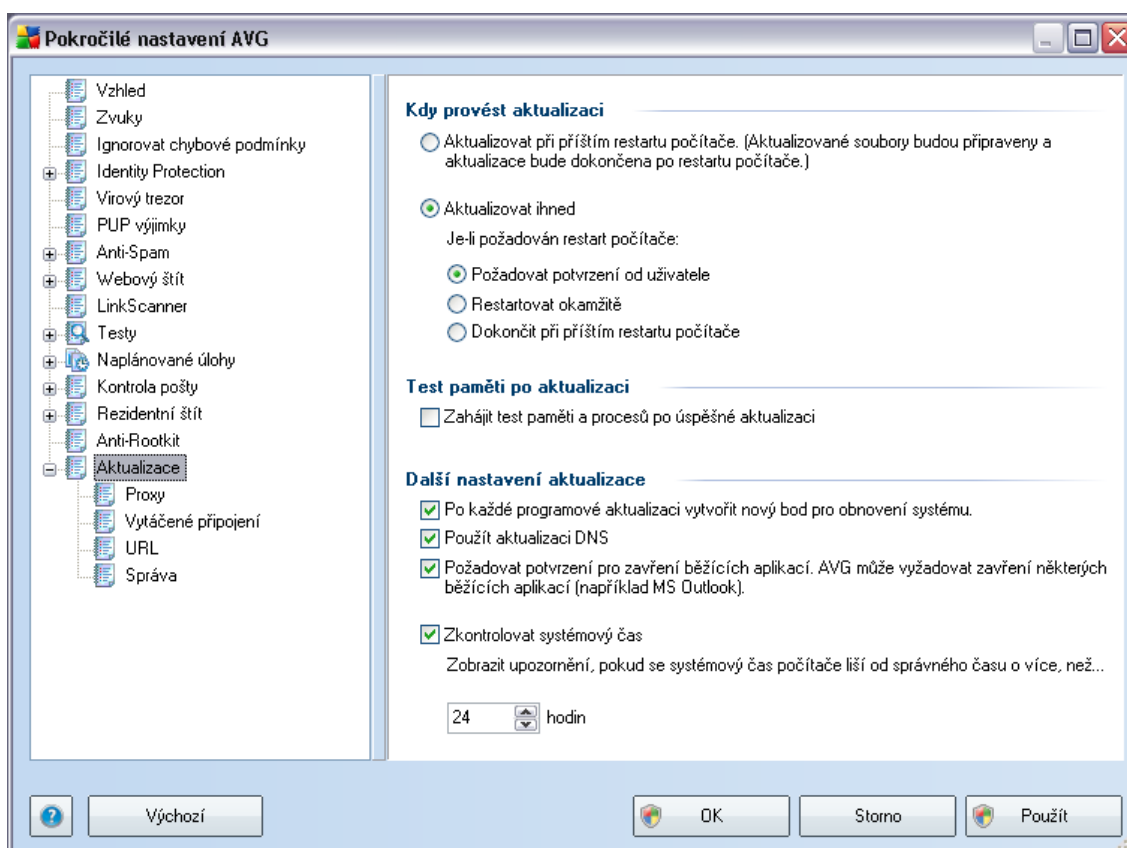 Pokročilé nastavení AVG
Vzhled
Zvuky
Ignorovat chybové podmínky
Identity Protection
Virový trezor
PUP výjimky
Anti-Spam
Webový štít
LinkScanner
Testy
Naplánované úlohy
Kontrola pošty
Rezidentní štít
Anti-Rootkit
Aktualizace
Proxy
Vytáčené připojení
URL
Správa
Kdy provést aktualizaci
Aktualizovat při příštím restartu počítače. (Aktualizované soubory budou připraveny a
aktualizace bude dokončena po restartu počítače.)
Aktualizovat ihned
Je-li požadován restart počítače:
Požadovat potvrzení od uživatele
Restartovat okamžitě
Dokončit při příštím restartu počítače
Test paměti po aktualizaci
Zahájit test paměti a procesů po úspěšné aktualizaci
Další nastavení aktualizace
Po každé programové aktualizaci vytvořit nový bod pro obnovení systému.
Použít aktualizaci DNS
Požadovat potvrzení pro zavření běžících aplikací. AVG může vyžadovat zavření některých
běžících aplikací (například MS Outlook).
Zkontrolovat systémový čas
Zobrazit upozornění, pokud se systémový čas počítače liší od správného času o více, než...
24 hodin
Výchozí
OK
Storno
Použít